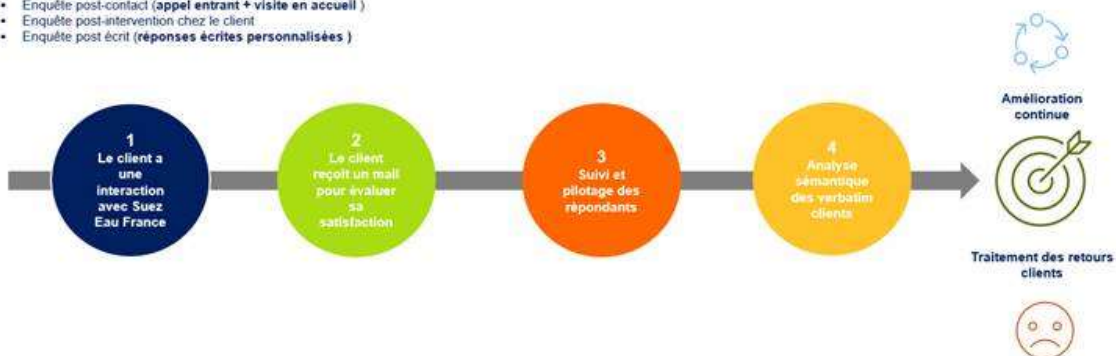 • Enquête post-contact (appel entrant + visite en accueil )
• Enquête post-intervention chez le client
• Enquête post écrit (réponses écrites personnalisées )
1
Le client a
une
interaction
avec Suez
Eau France
2
Le client
reçoit un mail
pour évaluer
sa
satisfaction
3
Suivi et
pilotage des
répondants
4
Analyse
sémantique
des verbatim
clients
Amélioration
continue
Traitement des retours
clients